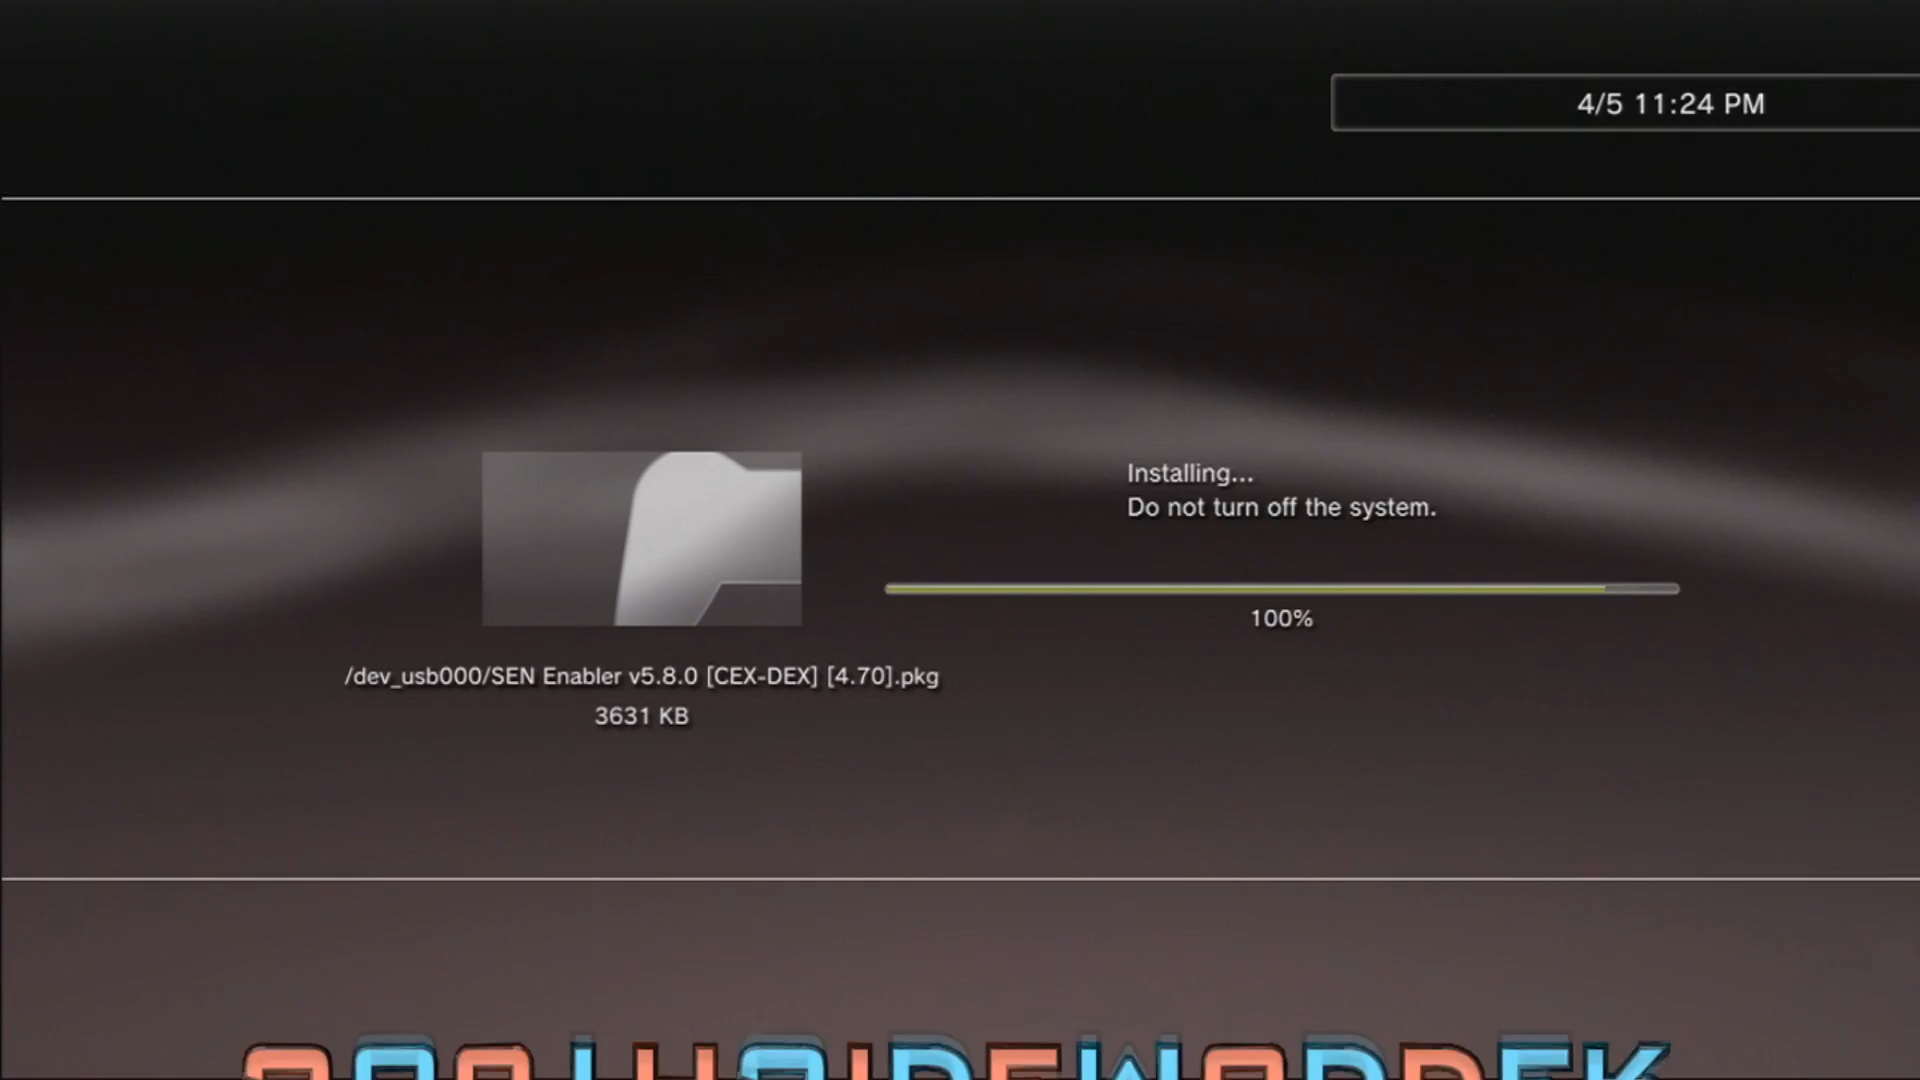 4/5 11:24 PM
Installing...
Do not turn off the system.
100%
/dev_usb000/SEN Enabler v5.8.0 [CEX-DEX] [4.70].pkg
3631 KB